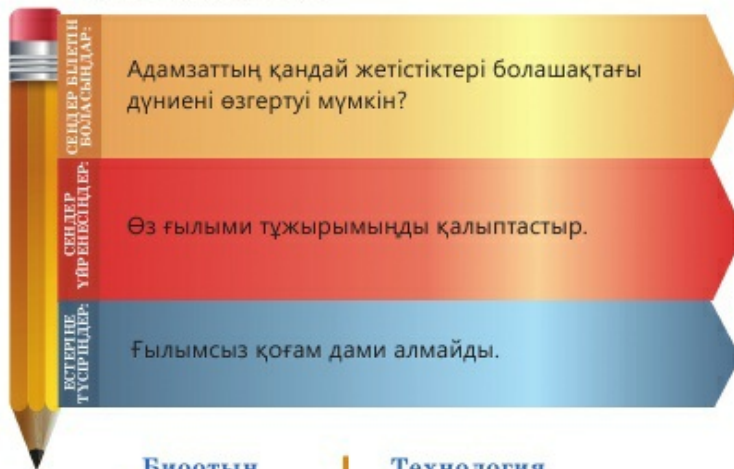 СЕНДЕР БІЛЕТІН
БОЛАСЫҢДАР:
Адамзаттың қандай жетістіктері болашақтағы
дүниені өзгертуі мүмкін?
СЕНДЕР
ҮЙРЕНЕСІҢДЕР:
Өз ғылыми тұжырымыңды қалыптастыр.
ЕСТЕРІҢЕ
ТҮСІРІҢДЕР:
Ғылымсыз қоғам дами алмайды.
Биоотын
Технология